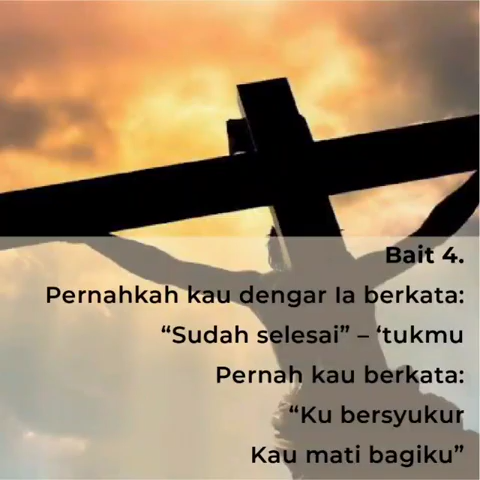 Bait 4.
Pernahkah kau dengar Ia berkata:
“Sudah selesai” – ‘tukmu
Pernah kau berkata:
“Ku bersyukur
Kau mati bagiku”